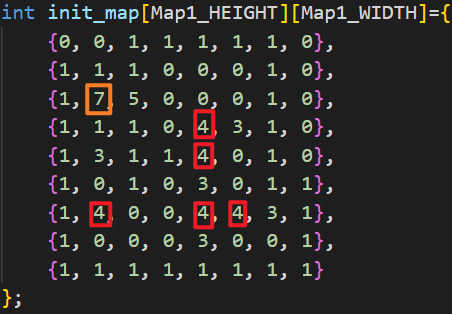 int init_map[Map1_HEIGHT][Map1_WIDTH]={
{0, 0, 1, 1, 1, 1, 1, 0},
{1, 1, 1, 0, 0, 0, 1, 0},
{1, 7, 5, 0, 0, 0, 1, 0},
{1, 1, 1, 0, 4, 3, 1, 0},
{1, 3, 1, 1, 4, 0, 1, 0},
{1, 0, 1, 0, 3, 0, 1, 1},
{1, 4, 0, 0, 4, 4, 3, 1},
{1, 0, 0, 0, 3, 0, 0, 1},
{1, 1, 1, 1, 1, 1, 1, 1}
};